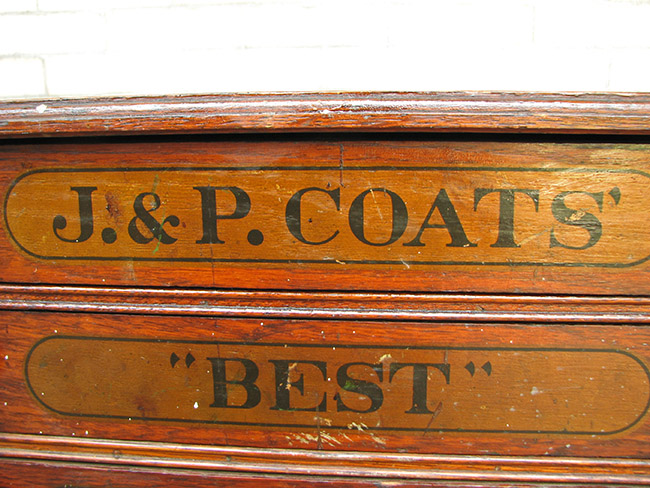 J. & P. COATS’
“BEST”